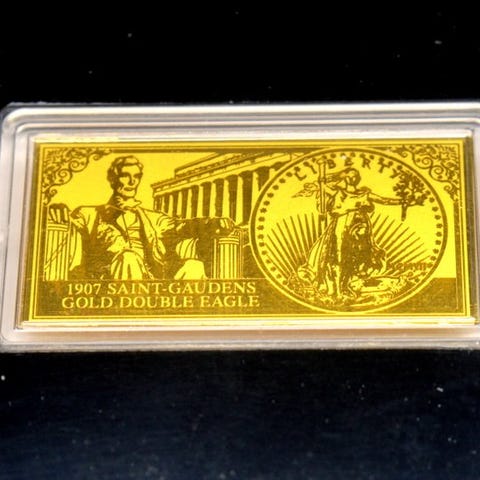 LIBERTY
1907 SAINT-GAUDENS
GOLD DOUBLE EAGLE